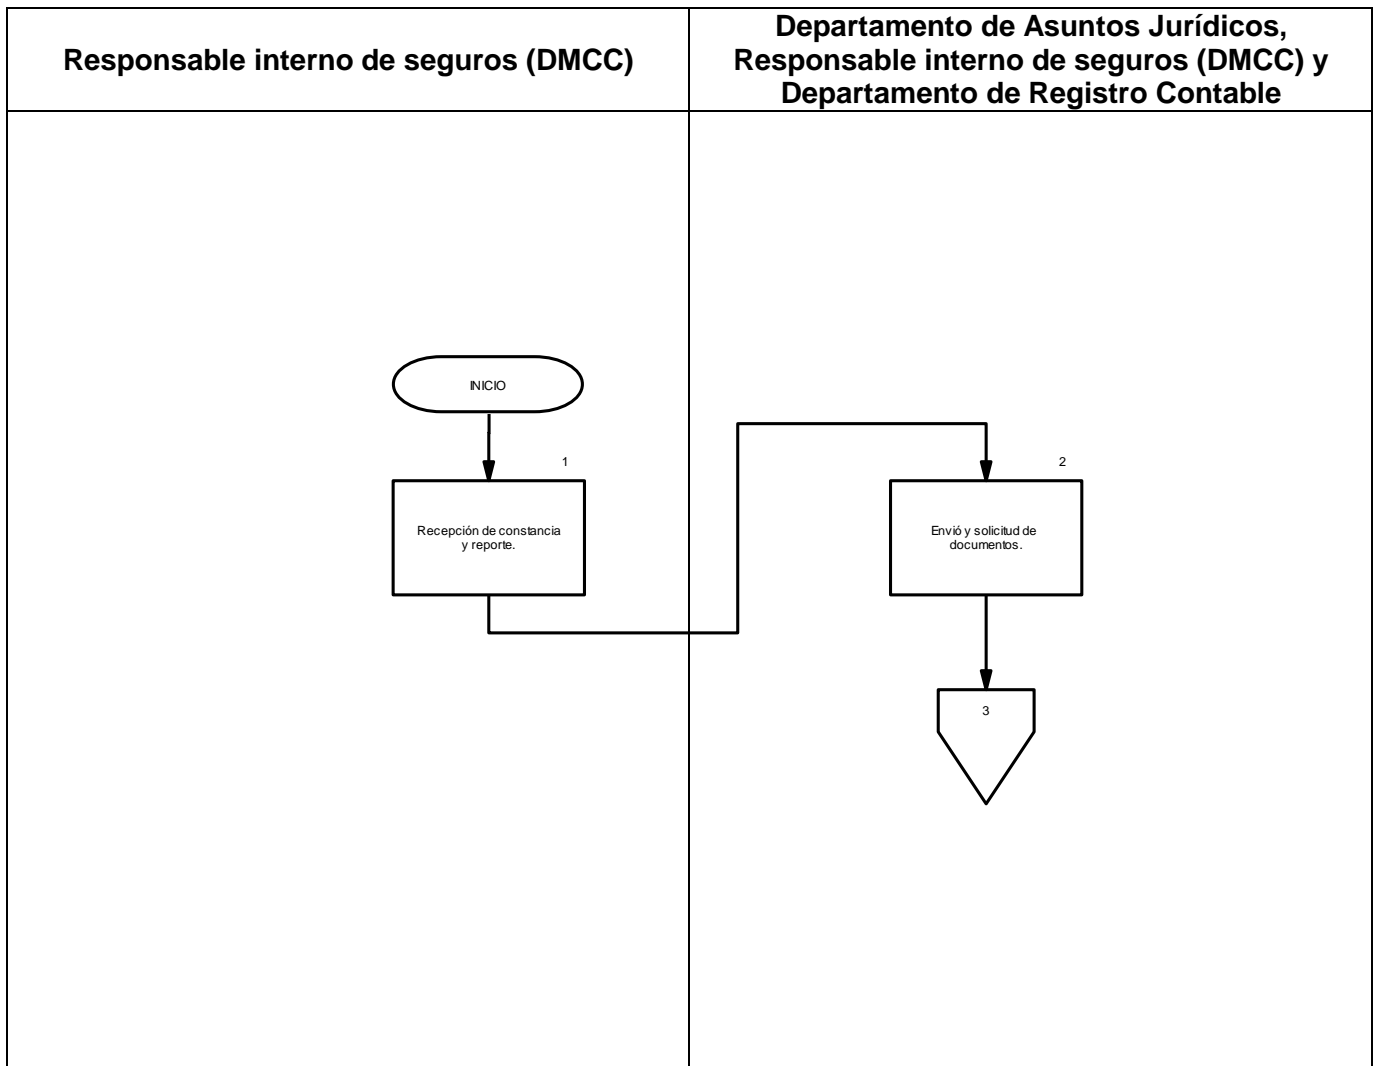 Responsable interno de seguros (DMCC)
Departamento de Asuntos Jurídicos,
Responsable interno de seguros (DMCC) y
Departamento de Registro Contable
INICIO
1
Recepción de constancia
y reporte.
2
Envió y solicitud de
documentos.
3